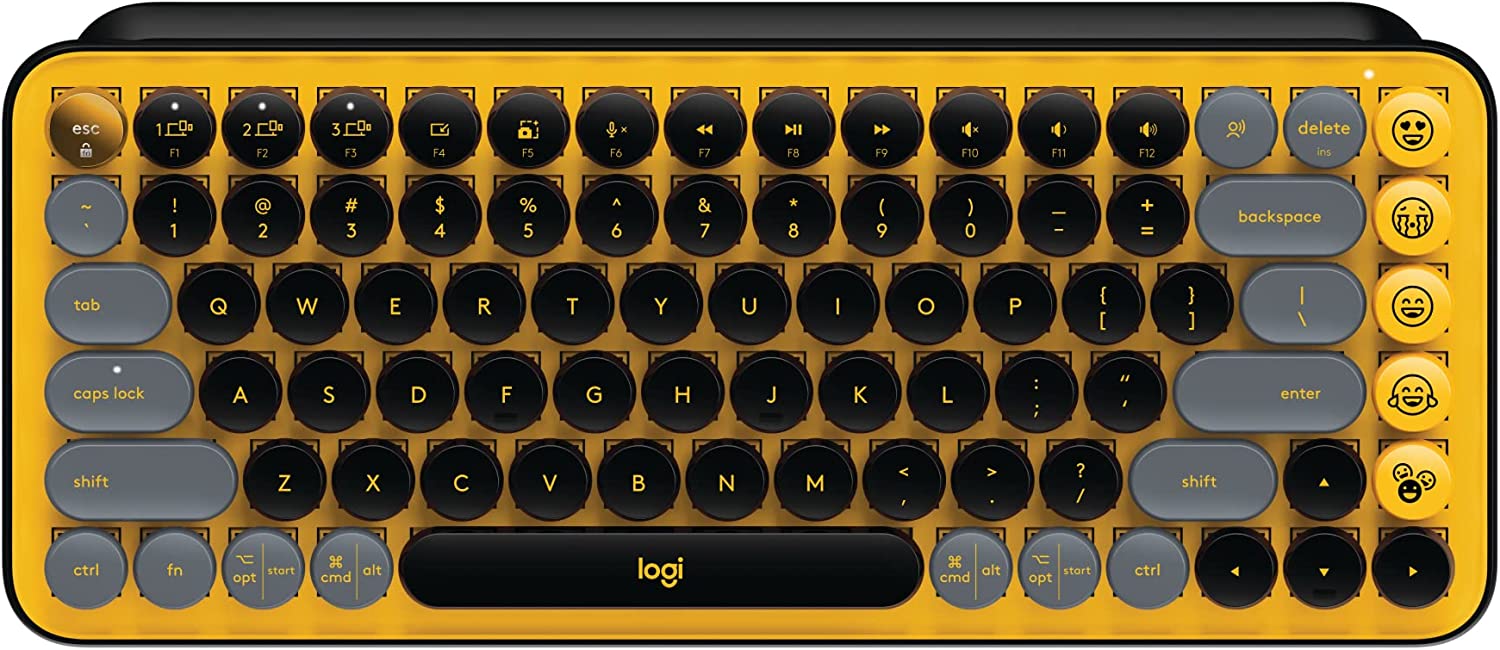 esc 1 2 3
fn F1 F2 F3 F4 F5 F6 F7 F8 F9 F10 F11 F12 delete ins
~ ! @ # $ % ^ & * ( ) _ +
` 1 2 3 4 5 6 7 8 9 0 - = backspace
tab Q W E R T Y U I O P { [ } ] | \
caps lock A S D F G H J K L : ; “ ‘ enter
shift Z X C V B N M < , > . ? / shift
ctrl fn ⌥ opt start ⌘ cmd alt logi ⌘ cmd alt ⌥ opt start ctrl